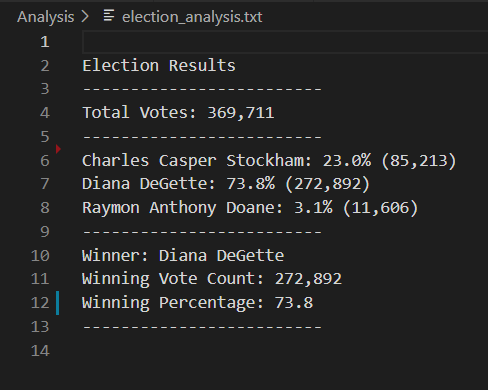 Analysis > election_analysis.txt
1
2 Election Results
3 -------------------------
4 Total Votes: 369,711
5 -------------------------
6 Charles Casper Stockham: 23.0% (85,213)
7 Diana DeGette: 73.8% (272,892)
8 Raymon Anthony Doane: 3.1% (11,606)
9 -------------------------
10 Winner: Diana DeGette
11 Winning Vote Count: 272,892
12 Winning Percentage: 73.8
13 -------------------------
14